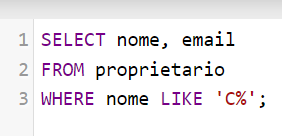 1 SELECT nome, email
2 FROM proprietario
3 WHERE nome LIKE 'C%';